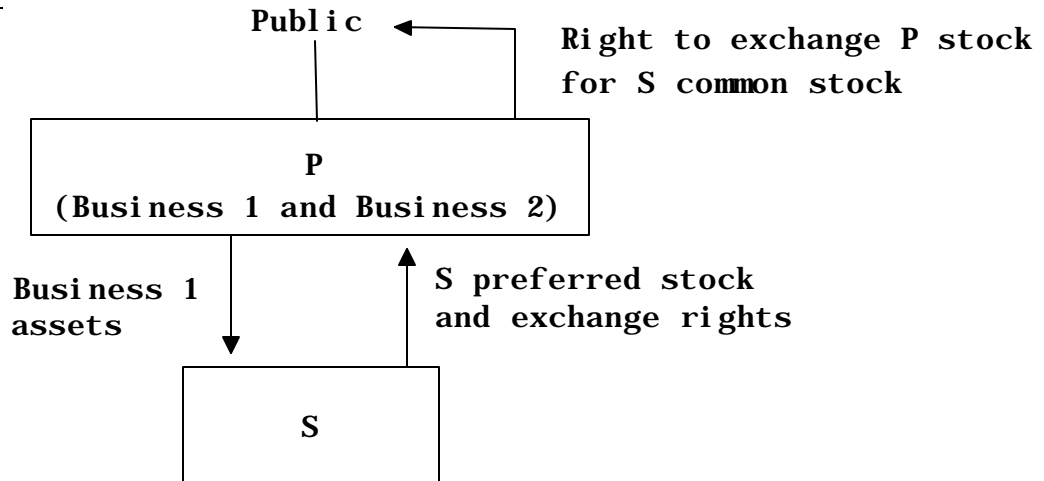 Public
Right to exchange P stock
for S common stock
P
(Business 1 and Business 2)
Business 1
assets
S preferred stock
and exchange rights
S